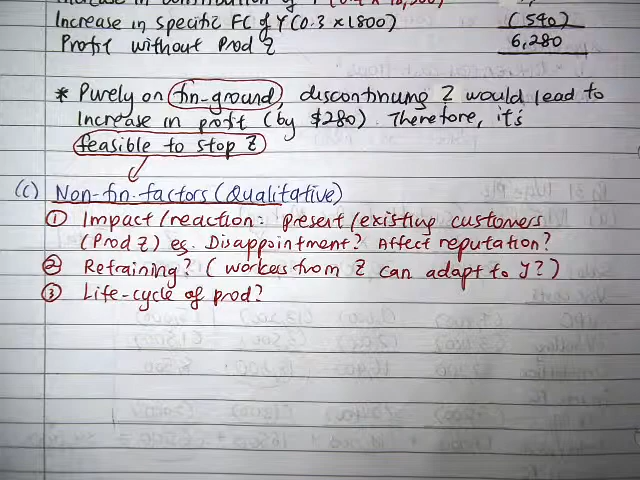 Increase in specific FC of Y (0.3 x 1800) (540)
Profit without Prod Z 6,280
* Purely on fin-ground, discontinuing Z would lead to
increase in profit (by $280). Therefore, it's
feasible to stop Z
(c) Non-fin-factors (Qualitative)
① Impact/reaction: present/existing customers
(Prod Z) eg. Disappointment? Affect reputation?
② Retraining? (workers from Z can adapt to Y?)
③ Life-cycle of prod?